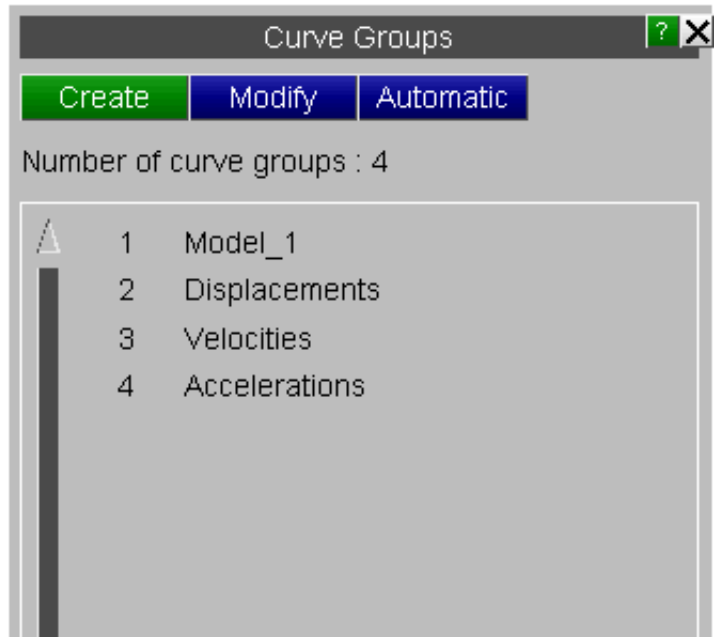 Curve Groups ? X
Create Modify Automatic
Number of curve groups : 4
1 Model_1
2 Displacements
3 Velocities
4 Accelerations